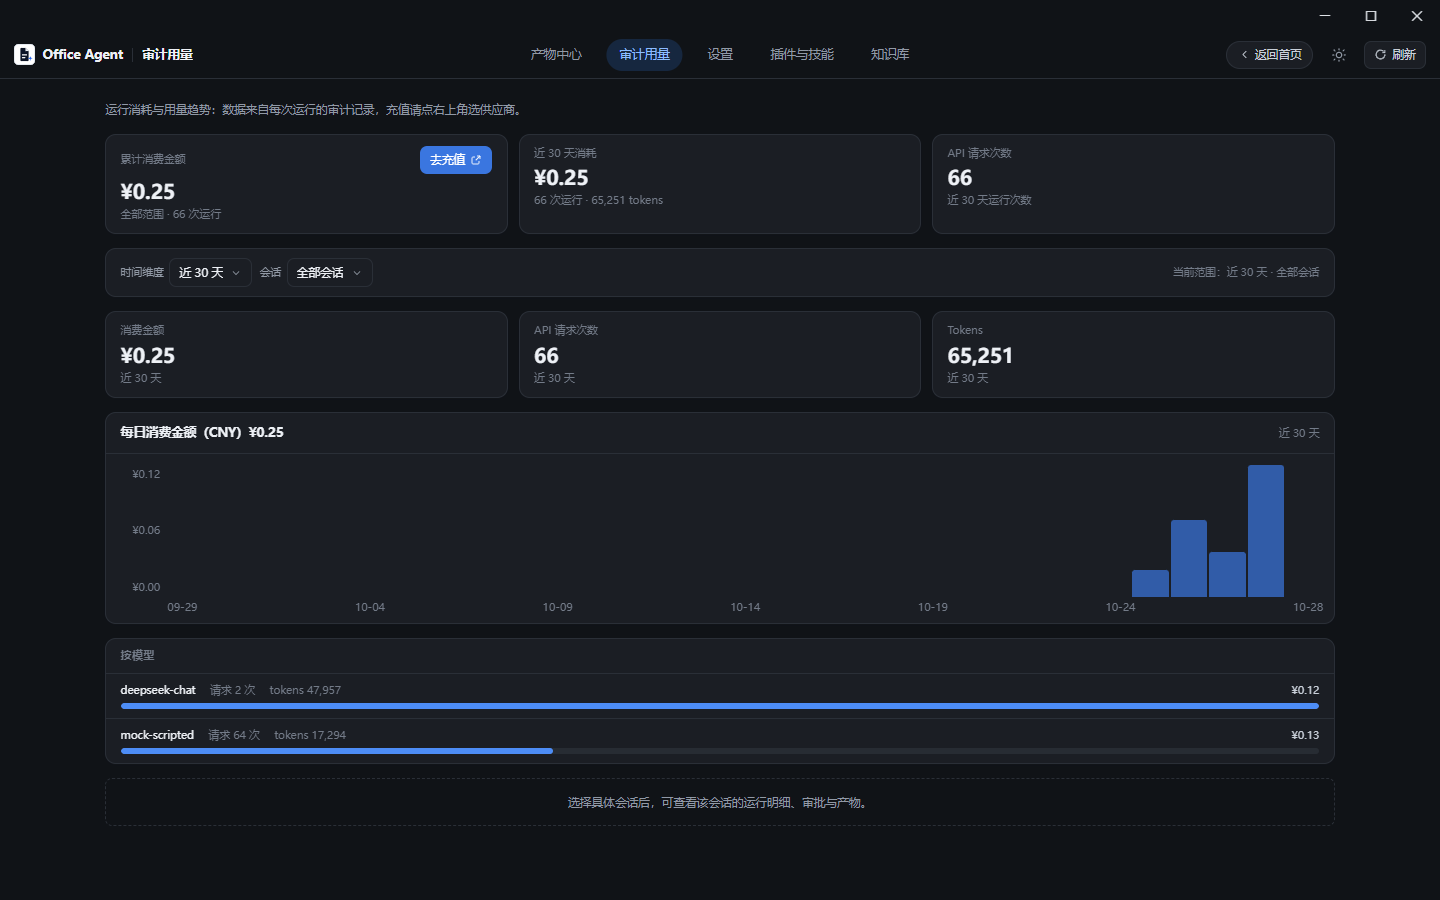 Office Agent 审计用量
产物中心 审计用量 设置 插件与技能 知识库
返回首页 刷新
运行消耗与用量趋势：数据来自每次运行的审计记录，充值请点右上角选供应商。
累计消费金额
去充值
¥0.25
全部范围 · 66 次运行
近 30 天消耗
¥0.25
66 次运行 · 65,251 tokens
API 请求次数
66
近 30 天运行次数
时间维度 近 30 天 会话 全部会话
当前范围：近 30 天 · 全部会话
消费金额
¥0.25
近 30 天
API 请求次数
66
近 30 天
Tokens
65,251
近 30 天
每日消费金额（CNY）¥0.25
近 30 天
¥0.12
¥0.06
¥0.00
09-29 10-04 10-09 10-14 10-19 10-24 10-28
按模型
deepseek-chat 请求 2 次 tokens 47,957 ¥0.12
mock-scripted 请求 64 次 tokens 17,294 ¥0.13
选择具体会话后，可查看该会话的运行明细、审批与产物。